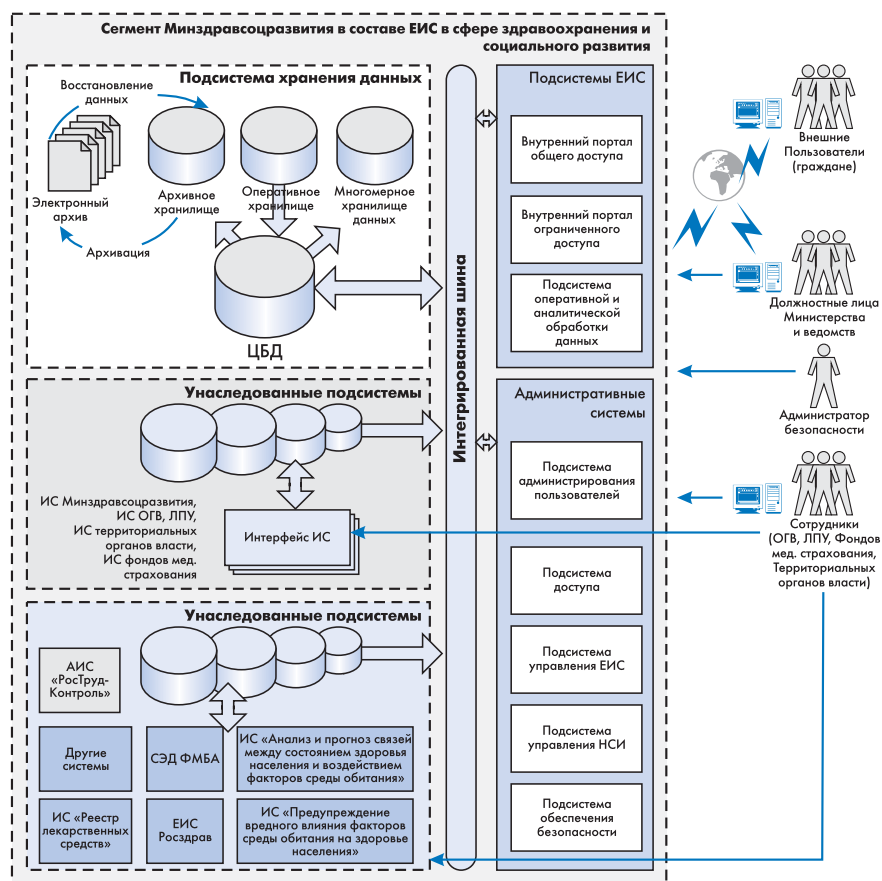 Сегмент Минздравсоцразвития в составе ЕИС в сфере здравоохранения и
социального развития
Подсистема хранения данных
Восстановление
данных
Электронный
архив
Архивация
Архивное
хранилище
Оперативное
хранилище
Многомерное
хранилище
данных
ЦБД
Унаследованные подсистемы
ИС Минздравсоцразвития,
ИС ОГВ, ЛПУ,
ИС территориальных
органов власти,
ИС фондов мед.
страхования
Интерфейс ИС
Унаследованные подсистемы
АИС
«РосТруд-
Контроль»
Другие
системы
СЭД ФМБА
ИС «Анализ и прогноз связей
между состоянием здоровья
населения и воздействием
факторов среды обитания»
ИС «Реестр
лекарственных
средств»
ЕИС
Росздрав
ИС «Предупреждение
вредного влияния факторов
среды обитания на здоровье
населения»
Интегрированная шина
Подсистемы ЕИС
Внутренний портал
общего доступа
Внутренний портал
ограниченного
доступа
Подсистема
оперативной и
аналитической
обработки
данных
Административные
системы
Подсистема
администрирования
пользователей
Подсистема
доступа
Подсистема
управления ЕИС
Подсистема
управления НСИ
Подсистема
обеспечения
безопасности
Внешние
Пользователи
(граждане)
Должностные лица
Министерства
и ведомств
Администратор
безопасности
Сотрудники
(ОГВ, ЛПУ, Фондов
мед. страхования,
Территориальных
органов власти)